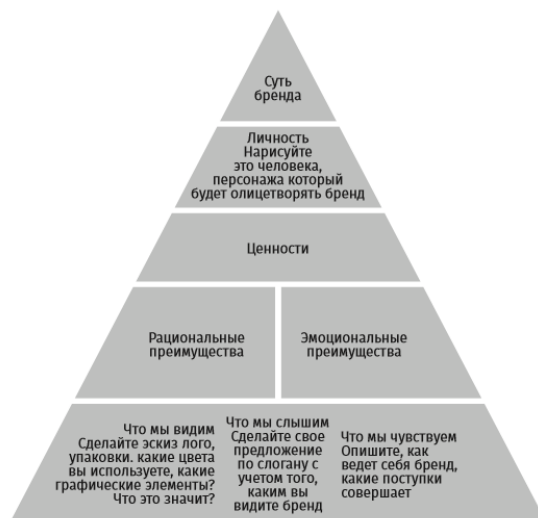 Суть
бренда
Личность
Нарисуйте
это человека,
персонажа который
будет олицетворять бренд
Ценности
Рациональные
преимущества
Эмоциональные
преимущества
Что мы видим
Сделайте эскиз лого,
упаковки. какие цвета
вы используете, какие
графические элементы?
Что это значит?
Что мы слышим
Сделайте свое
предложение
по слогану с
учетом того,
каким вы
видите бренд
Что мы чувствуем
Опишите, как
ведет себя бренд,
какие поступки
совершает